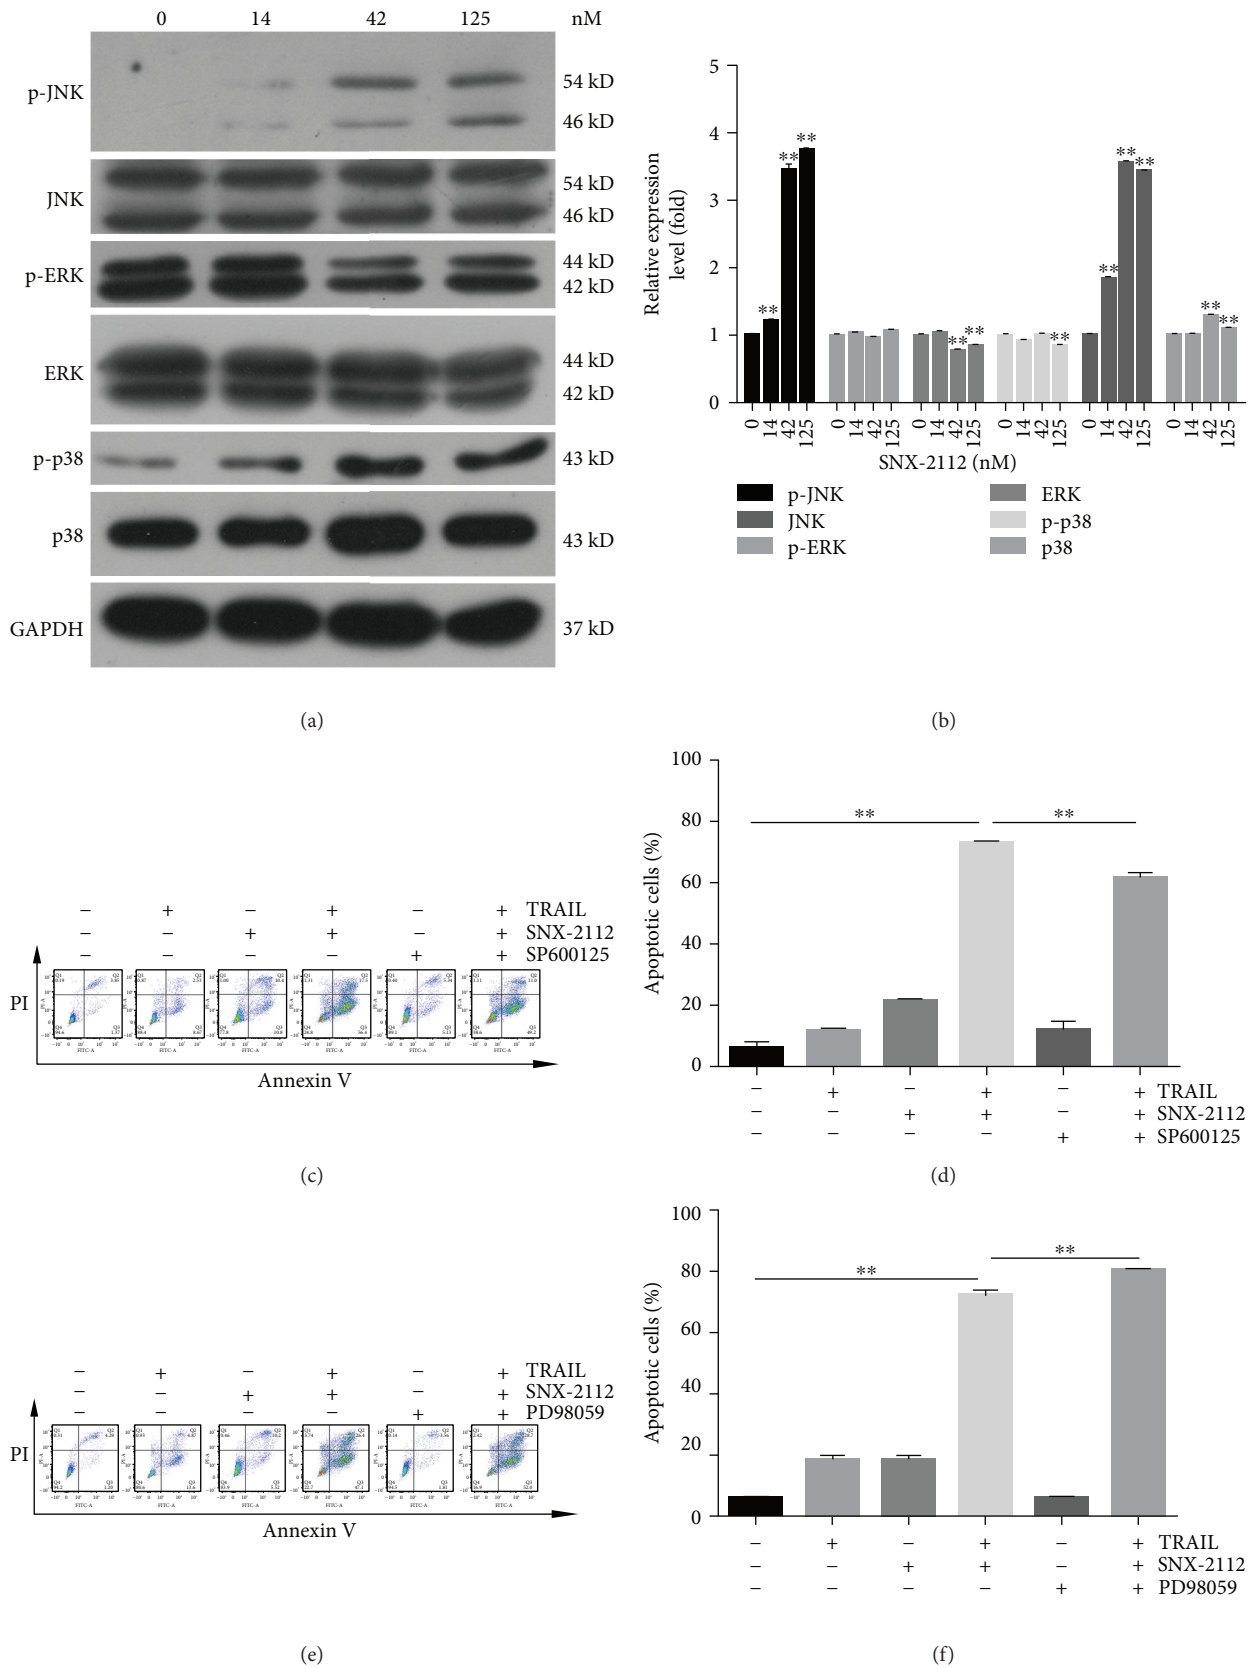 0 14 42 125 nM
p-JNK
54 kD
46 kD
JNK
54 kD
46 kD
p-ERK
44 kD
42 kD
ERK
44 kD
42 kD
p-p38
43 kD
p38
43 kD
GAPDH
37 kD
(a)
Relative expression
level (fold)
5
4
3
2
1
0
** ** **
** **
**
** ** **
** **
0 14 42 125 0 14 42 125 0 14 42 125 0 14 42 125 0 14 42 125 0 14 42 125
SNX-2112 (nM)
p-JNK
JNK
p-ERK
ERK
p-p38
p38
(b)
− + − + − + TRAIL
− − + + − + SNX-2112
− − − − + + SP600125
PI
Annexin V
(c)
Apoptotic cells (%)
100
80
60
40
20
0
** **
− + − + − + TRAIL
− − + + − + SNX-2112
− − − − + + SP600125
(d)
− + − + − + TRAIL
− − + + − + SNX-2112
− − − − + + PD98059
PI
Annexin V
(e)
Apoptotic cells (%)
100
80
60
40
20
0
** **
− + − + − + TRAIL
− − + + − + SNX-2112
− − − − + + PD98059
(f)